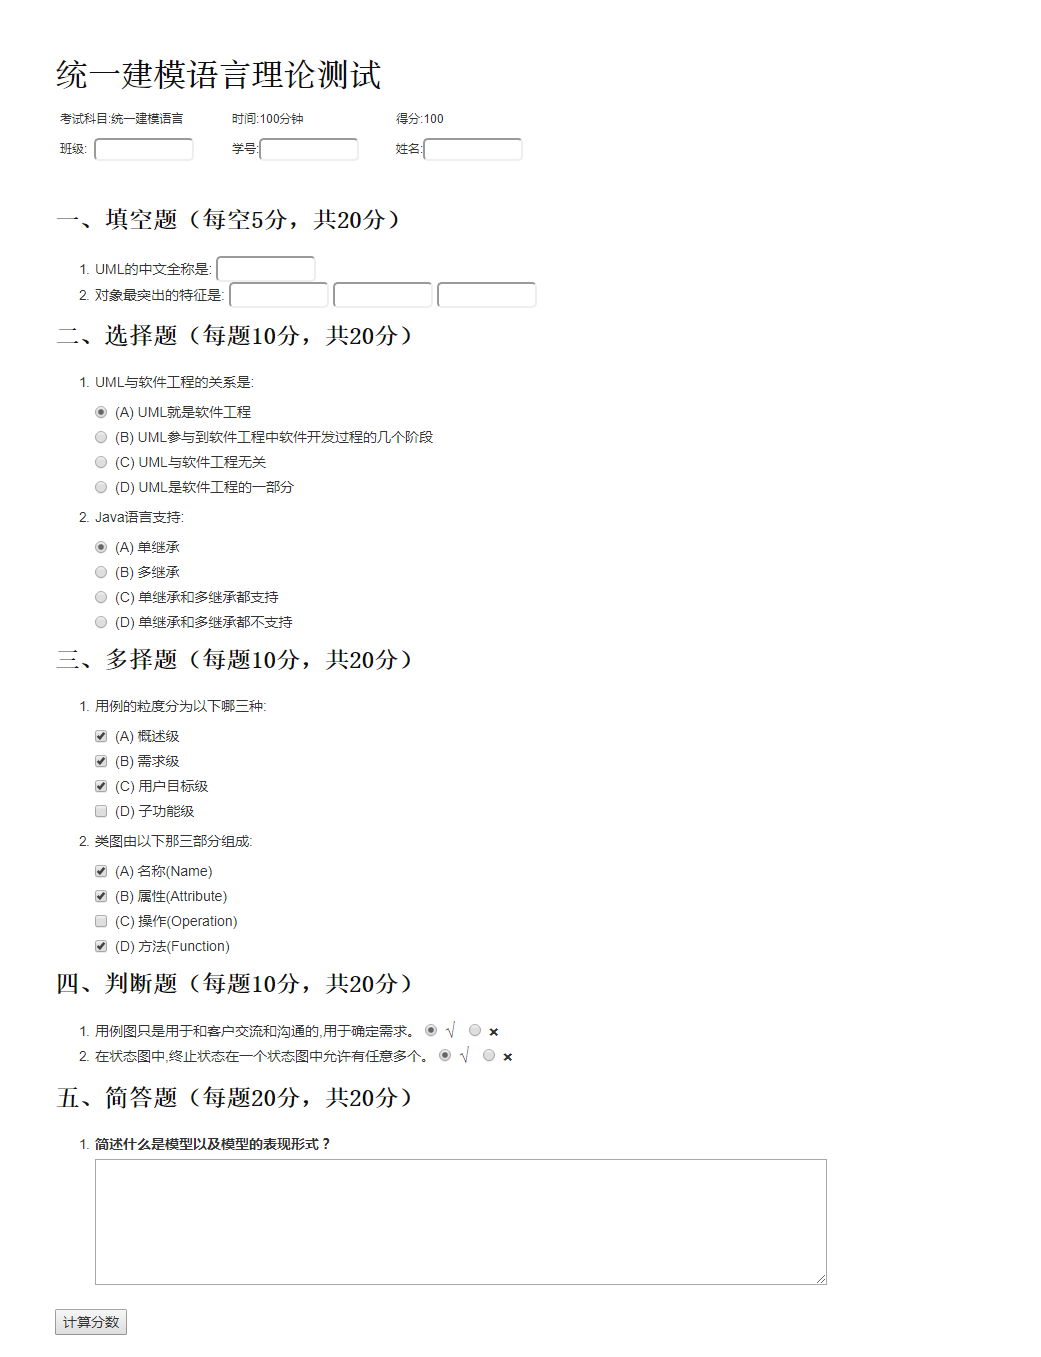 统一建模语言理论测试
考试科目:统一建模语言 时间:100分钟 得分:100
班级: 学号: 姓名:
一、填空题（每空5分，共20分）
1. UML的中文全称是:
2. 对象最突出的特征是:
二、选择题（每题10分，共20分）
1. UML与软件工程的关系是:
(A) UML就是软件工程
(B) UML参与到软件工程中软件开发过程的几个阶段
(C) UML与软件工程无关
(D) UML是软件工程的一部分
2. Java语言支持:
(A) 单继承
(B) 多继承
(C) 单继承和多继承都支持
(D) 单继承和多继承都不支持
三、多择题（每题10分，共20分）
1. 用例的粒度分为以下哪三种:
(A) 概述级
(B) 需求级
(C) 用户目标级
(D) 子功能级
2. 类图由以下那三部分组成:
(A) 名称(Name)
(B) 属性(Attribute)
(C) 操作(Operation)
(D) 方法(Function)
四、判断题（每题10分，共20分）
1. 用例图只是用于和客户交流和沟通的,用于确定需求。 √ ×
2. 在状态图中,终止状态在一个状态图中允许有任意多个。 √ ×
五、简答题（每题20分，共20分）
1. 简述什么是模型以及模型的表现形式？
计算分数